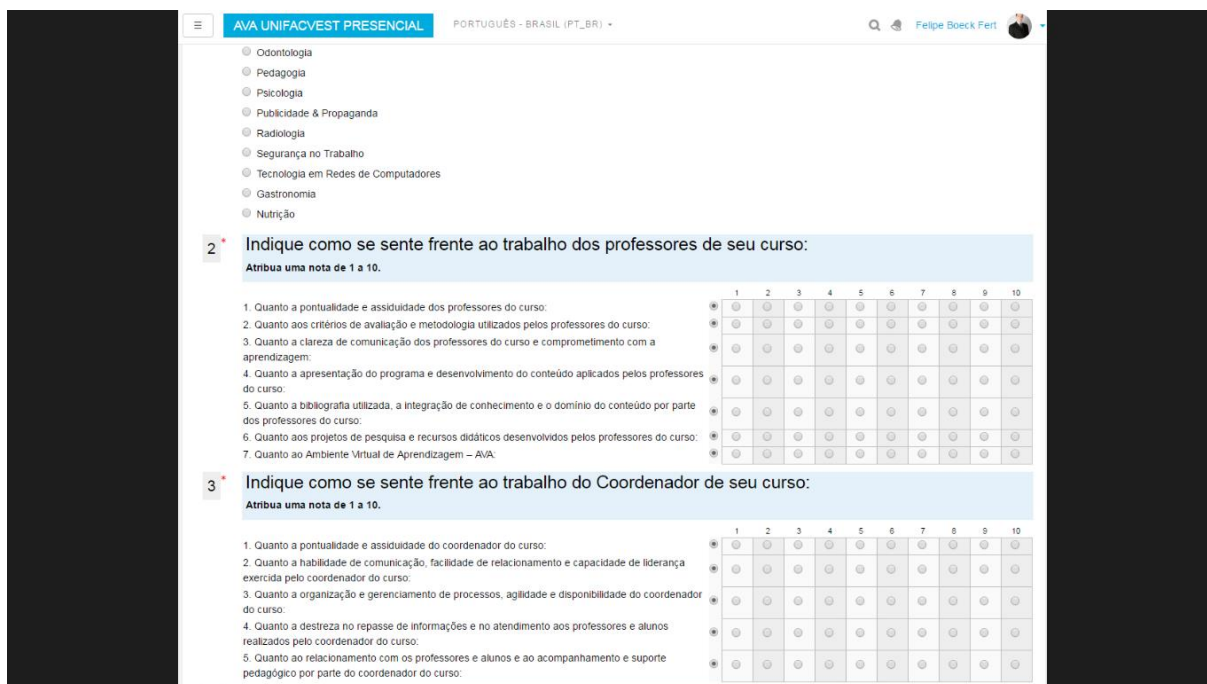 AVA UNIFACVEST PRESENCIAL PORTUGUÊS - BRASIL (PT_BR) Felipe Boeck Fert
Odontologia
Pedagogia
Psicologia
Publicidade & Propaganda
Radiologia
Segurança no Trabalho
Tecnologia em Redes de Computadores
Gastronomia
Nutrição
2 * Indique como se sente frente ao trabalho dos professores de seu curso:
Atribua uma nota de 1 a 10.
1 2 3 4 5 6 7 8 9 10
1. Quanto a pontualidade e assiduidade dos professores do curso:
2. Quanto aos critérios de avaliação e metodologia utilizados pelos professores do curso:
3. Quanto a clareza de comunicação dos professores do curso e comprometimento com a
aprendizagem:
4. Quanto a apresentação do programa e desenvolvimento do conteúdo aplicados pelos professores
do curso:
5. Quanto a bibliografia utilizada, a integração de conhecimento e o domínio do conteúdo por parte
dos professores do curso:
6. Quanto aos projetos de pesquisa e recursos didáticos desenvolvidos pelos professores do curso:
7. Quanto ao Ambiente Virtual de Aprendizagem – AVA:
3 * Indique como se sente frente ao trabalho do Coordenador de seu curso:
Atribua uma nota de 1 a 10.
1 2 3 4 5 6 7 8 9 10
1. Quanto a pontualidade e assiduidade do coordenador do curso:
2. Quanto a habilidade de comunicação, facilidade de relacionamento e capacidade de liderança
exercida pelo coordenador do curso:
3. Quanto a organização e gerenciamento de processos, agilidade e disponibilidade do coordenador
do curso:
4. Quanto a destreza no repasse de informações e no atendimento aos professores e alunos
realizados pelo coordenador do curso:
5. Quanto ao relacionamento com os professores e alunos e ao acompanhamento e suporte
pedagógico por parte do coordenador do curso: